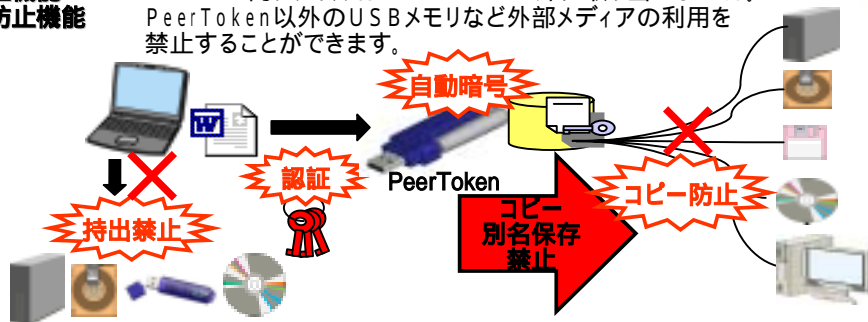 防止機能
PeerToken以外のUSBメモリなど外部メディアの利用を
禁止することができます。
自動暗号
W
認証
PeerToken
コピー
別名保存
禁止
コピー防止
持出禁止